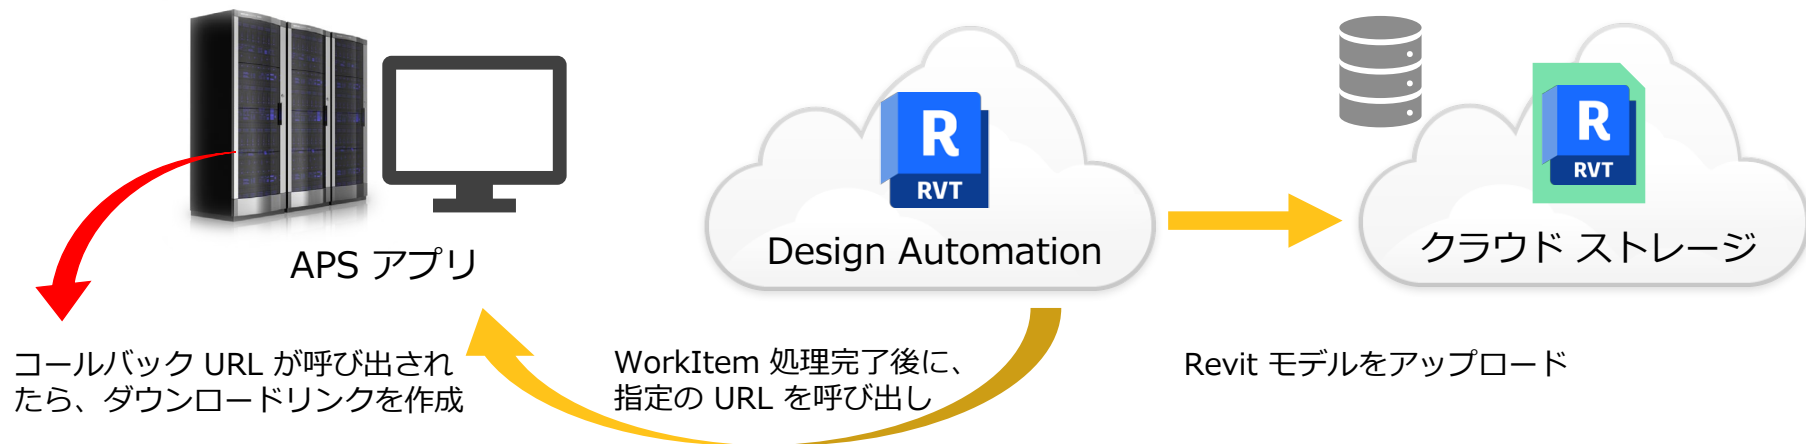 R
RVT
R
RVT
APS アプリ
Design Automation
クラウド ストレージ
コールバック URL が呼び出され
たら、ダウンロードリンクを作成
WorkItem 処理完了後に、
指定の URL を呼び出し
Revit モデルをアップロード